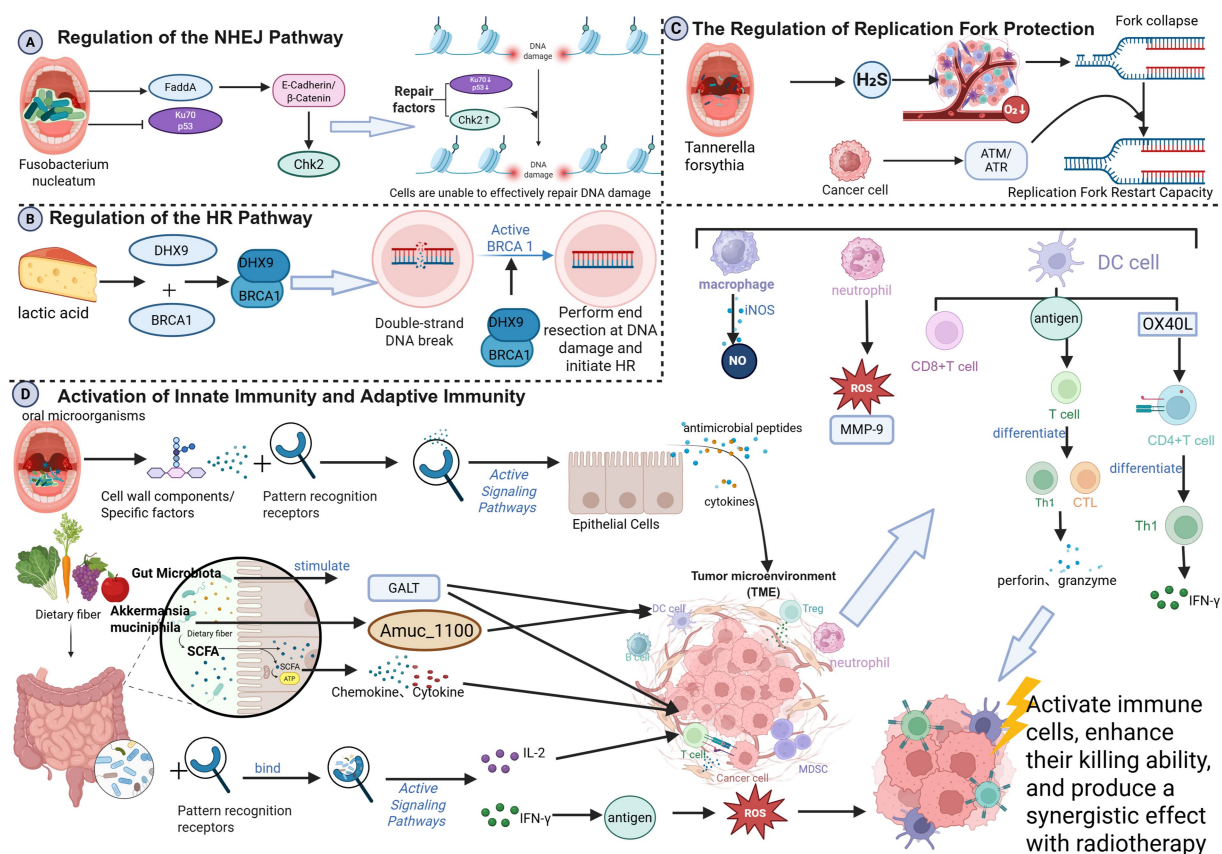 A Regulation of the NHEJ Pathway
FaddA
Ku70
p53
E-Cadherin/
β-Catenin
Chk2
Fusobacterium
nucleatum
DNA
damage
Repair
factors
Ku70↓
p53↓
Chk2↑
DNA
damage
Cells are unable to effectively repair DNA damage
B Regulation of the HR Pathway
lactic acid
DHX9
+
BRCA1
DHX9
BRCA1
Double-strand
DNA break
Active
BRCA 1
DHX9
BRCA1
Perform end
resection at DNA
damage and
initiate HR
C The Regulation of Replication Fork Protection
Tannerella
forsythia
H₂S
O₂↓
Fork collapse
Cancer cell
ATM/
ATR
Replication Fork Restart Capacity
D Activation of Innate Immunity and Adaptive Immunity
oral microorganisms
Cell wall components/
Specific factors
+
Pattern recognition
receptors
Active
Signaling
Pathways
Epithelial Cells
antimicrobial peptides
cytokines
Dietary fiber
Gut Microbiota
Akkermansia
muciniphila
Dietary fiber
SCFA
SCFA
ATP
stimulate
GALT
Amuc_1100
Chemokine、Cytokine
+
Pattern recognition
receptors
bind
Active
Signaling
Pathways
IL-2
IFN-γ
antigen
ROS
Tumor microenvironment
(TME)
DC cell
Treg
B cell
neutrophil
T cell
Cancer cell
MDSC
macrophage
iNOS
NO
neutrophil
ROS
MMP-9
DC cell
CD8+T cell
antigen
T cell
differentiate
Th1
CTL
perforin、granzyme
OX40L
CD4+T cell
differentiate
Th1
IFN-γ
Activate immune
cells, enhance
their killing ability,
and produce a
synergistic effect
with radiotherapy